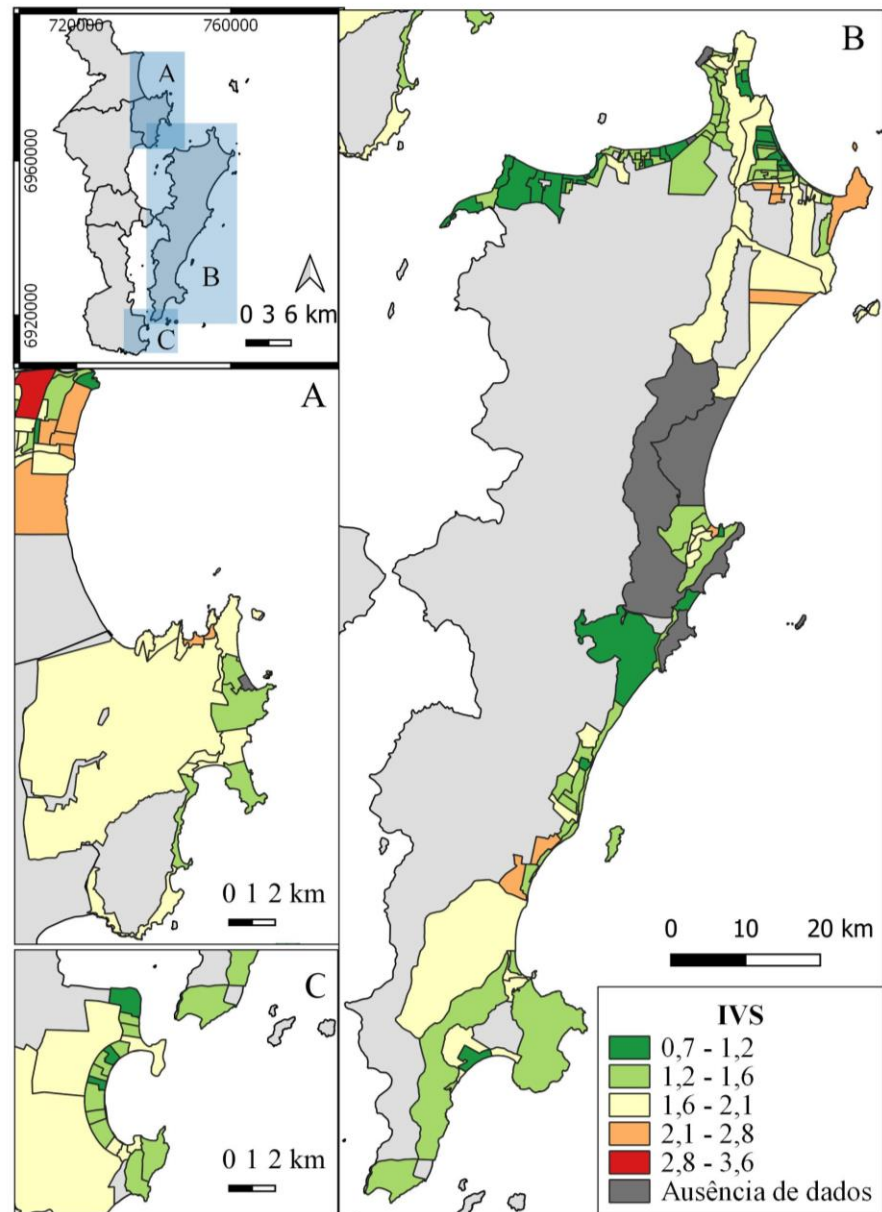 720000
760000
6960000
6920000
A
B
C
0 3 6 km
B
A
0 1 2 km
C
0 1 2 km
0 10 20 km
IVS
0,7 - 1,2
1,2 - 1,6
1,6 - 2,1
2,1 - 2,8
2,8 - 3,6
Ausência de dados